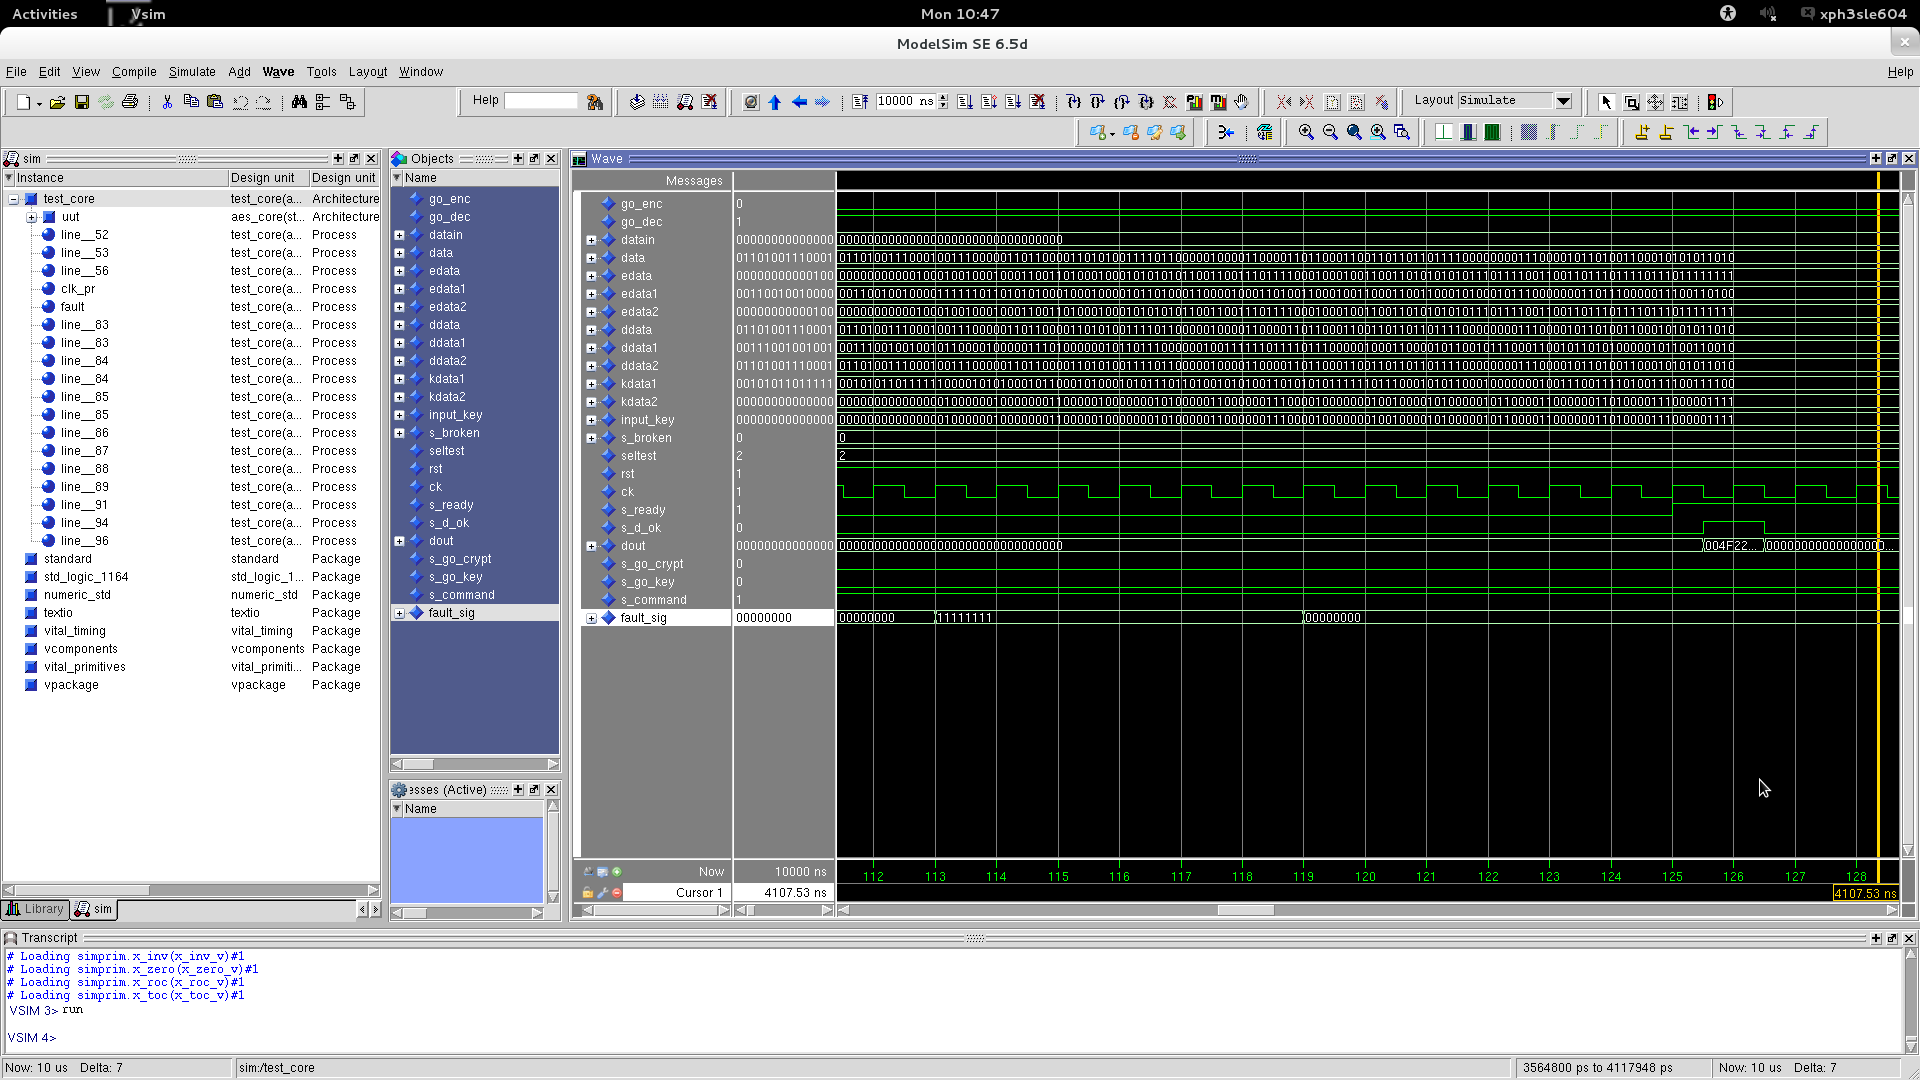 Activities Vsim Mon 10:47 xph3sle604
ModelSim SE 6.5d
File Edit View Compile Simulate Add Wave Tools Layout Window Help
Help 10000 ns Layout Simulate
sim
Instance Design unit Design unit
test_core test_core(a... Architecture
uut aes_core(st... Architecture
line__52 test_core(a... Process
line__53 test_core(a... Process
line__56 test_core(a... Process
clk_pr test_core(a... Process
fault test_core(a... Process
line__83 test_core(a... Process
line__83 test_core(a... Process
line__84 test_core(a... Process
line__84 test_core(a... Process
line__85 test_core(a... Process
line__85 test_core(a... Process
line__86 test_core(a... Process
line__87 test_core(a... Process
line__88 test_core(a... Process
line__89 test_core(a... Process
line__91 test_core(a... Process
line__94 test_core(a... Process
line__96 test_core(a... Process
standard standard Package
std_logic_1164 std_logic_1... Package
numeric_std numeric_std Package
textio textio Package
vital_timing vital_timing Package
vcomponents vcomponents Package
vital_primitives vital_primiti... Package
vpackage vpackage Package
Library sim
Objects
Name
go_enc
go_dec
datain
data
edata
edata1
edata2
ddata
ddata1
ddata2
kdata1
kdata2
input_key
s_broken
seltest
rst
ck
s_ready
s_d_ok
dout
s_go_crypt
s_go_key
s_command
fault_sig
esses (Active)
Name
Wave
Messages
go_enc 0
go_dec 1
datain 00000000000000
data 01101001110001
edata 00000000000100
edata1 00110010010000
edata2 00000000000100
ddata 01101001110001
ddata1 00111001001001
ddata2 01101001110001
kdata1 00101011011111
kdata2 00000000000000
input_key 00000000000000
s_broken 0 0
seltest 2 2
rst 1
ck 1
s_ready 1
s_d_ok 0
dout 00000000000000 004F22...
s_go_crypt 0
s_go_key 0
s_command 1
fault_sig 00000000 00000000 11111111 00000000
Now 10000 ns 112 113 114 115 116 117 118 119 120 121 122 123 124 125 126 127 128
Cursor 1 4107.53 ns 4107.53 ns
Transcript
# Loading simprim.x_inv(x_inv_v)#1
# Loading simprim.x_zero(x_zero_v)#1
# Loading simprim.x_roc(x_roc_v)#1
# Loading simprim.x_toc(x_toc_v)#1
VSIM 3> run
VSIM 4>
Now: 10 us Delta: 7 sim:/test_core 3564800 ps to 4117948 ps Now: 10 us Delta: 7